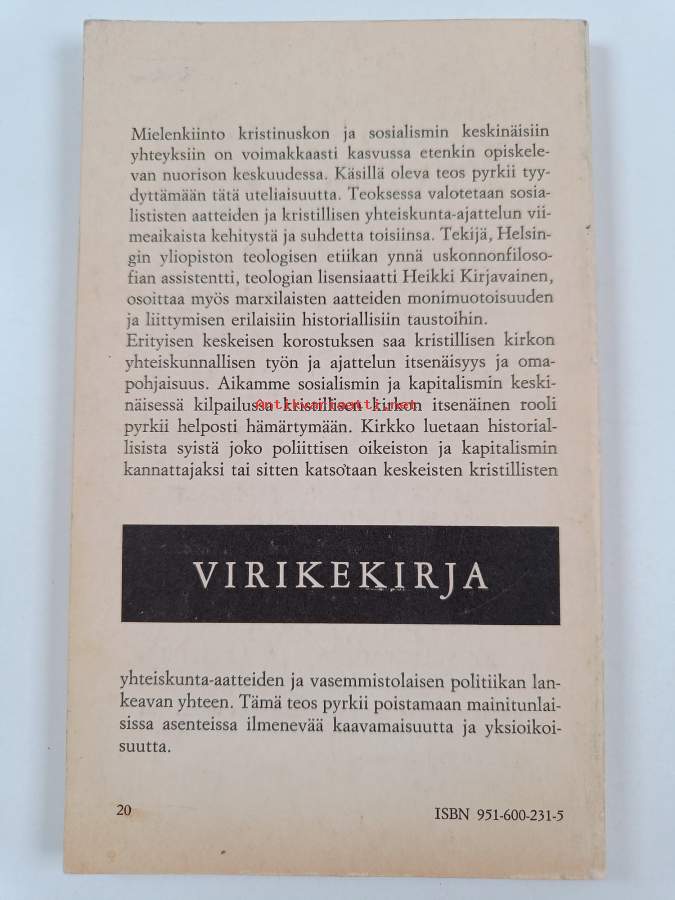 Mielenkiinto kristinuskon ja sosialismin keskinäisiin
yhteyksiin on voimakkaasti kasvussa etenkin opiskele-
van nuorison keskuudessa. Käsillä oleva teos pyrkii tyy-
dyttämään tätä uteliaisuutta. Teoksessa valotetaan sosia-
lististen aatteiden ja kristillisen yhteiskunta-ajattelun vii-
meaikaista kehitystä ja suhdetta toisiinsa. Tekijä, Helsin-
gin yliopiston teologisen etiikan ynnä uskonnonfiloso-
fian assistentti, teologian lisensiaatti Heikki Kirjavainen,
osoittaa myös marxilaisten aatteiden monimuotoisuuden
ja liittymisen erilaisiin historiallisiin taustoihin.
Erityisen keskeisen korostuksen saa kristillisen kirkon
yhteiskunnallisen työn ja ajattelun itsenäisyys ja oma-
pohjaisuus. Aikamme sosialismin ja kapitalismin keski-
näisessä kilpailussa kristillisen kirkon itsenäinen rooli
Antikvariaatti.net
pyrkii helposti hämärtymään. Kirkko luetaan historial-
lisista syistä joko poliittisen oikeiston ja kapitalismin
kannattajaksi tai sitten katsotaan keskeisten kristillisten
VIRIKEKIRJA
yhteiskunta-aatteiden ja vasemmistolaisen politiikan lan-
keavan yhteen. Tämä teos pyrkii poistamaan mainitunlai-
sissa asenteissa ilmenevää kaavamaisuutta ja yksioikoi-
suutta.
20
ISBN 951-600-231-5